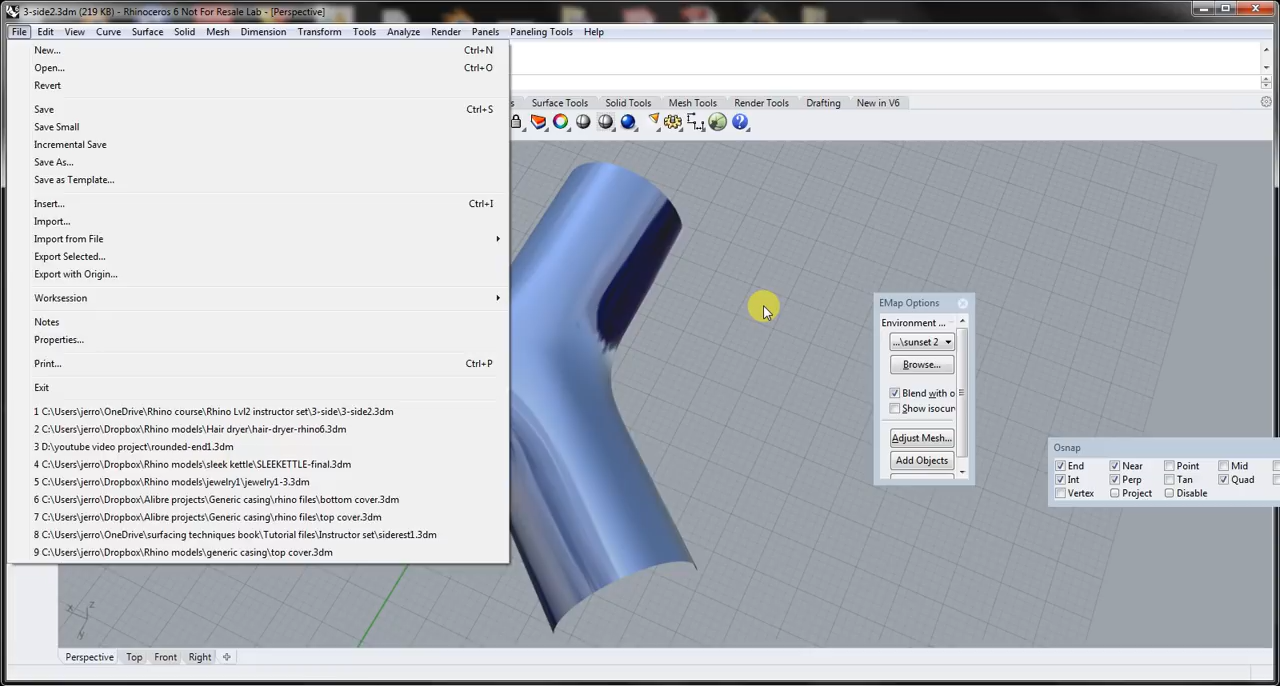 3-side2.3dm (219 KB) - Rhinoceros 6 Not For Resale Lab - [Perspective]
File Edit View Curve Surface Solid Mesh Dimension Transform Tools Analyze Render Panels Paneling Tools Help
New... Ctrl+N
Open... Ctrl+O
Revert
Save Ctrl+S
Save Small
Incremental Save
Save As...
Save as Template...
Insert... Ctrl+I
Import...
Import from File
Export Selected...
Export with Origin...
Worksession
Notes
Properties...
Print... Ctrl+P
Exit
1 C:\Users\jerro\OneDrive\Rhino course\Rhino Lvl2 instructor set\3-side\3-side2.3dm
2 C:\Users\jerro\Dropbox\Rhino models\Hair dryer\hair-dryer-rhino6.3dm
3 D:\youtube video project\rounded-end1.3dm
4 C:\Users\jerro\Dropbox\Rhino models\sleek kettle\SLEEKETTLE-final.3dm
5 C:\Users\jerro\Dropbox\Rhino models\jewelry1\jewelry1-3.3dm
6 C:\Users\jerro\Dropbox\Alibre projects\Generic casing\rhino files\bottom cover.3dm
7 C:\Users\jerro\Dropbox\Alibre projects\Generic casing\rhino files\top cover.3dm
8 C:\Users\jerro\OneDrive\surfacing techniques book\Tutorial files\Instructor set\siderest1.3dm
9 C:\Users\jerro\Dropbox\Rhino models\generic casing\top cover.3dm
s Surface Tools Solid Tools Mesh Tools Render Tools Drafting New in V6
EMap Options
Environment ...
...\sunset 2
Browse...
Blend with o
Show isocur
Adjust Mesh...
Add Objects
Osnap
End Near Point Mid
Int Perp Tan Quad
Vertex Project Disable
x z
y
Perspective Top Front Right